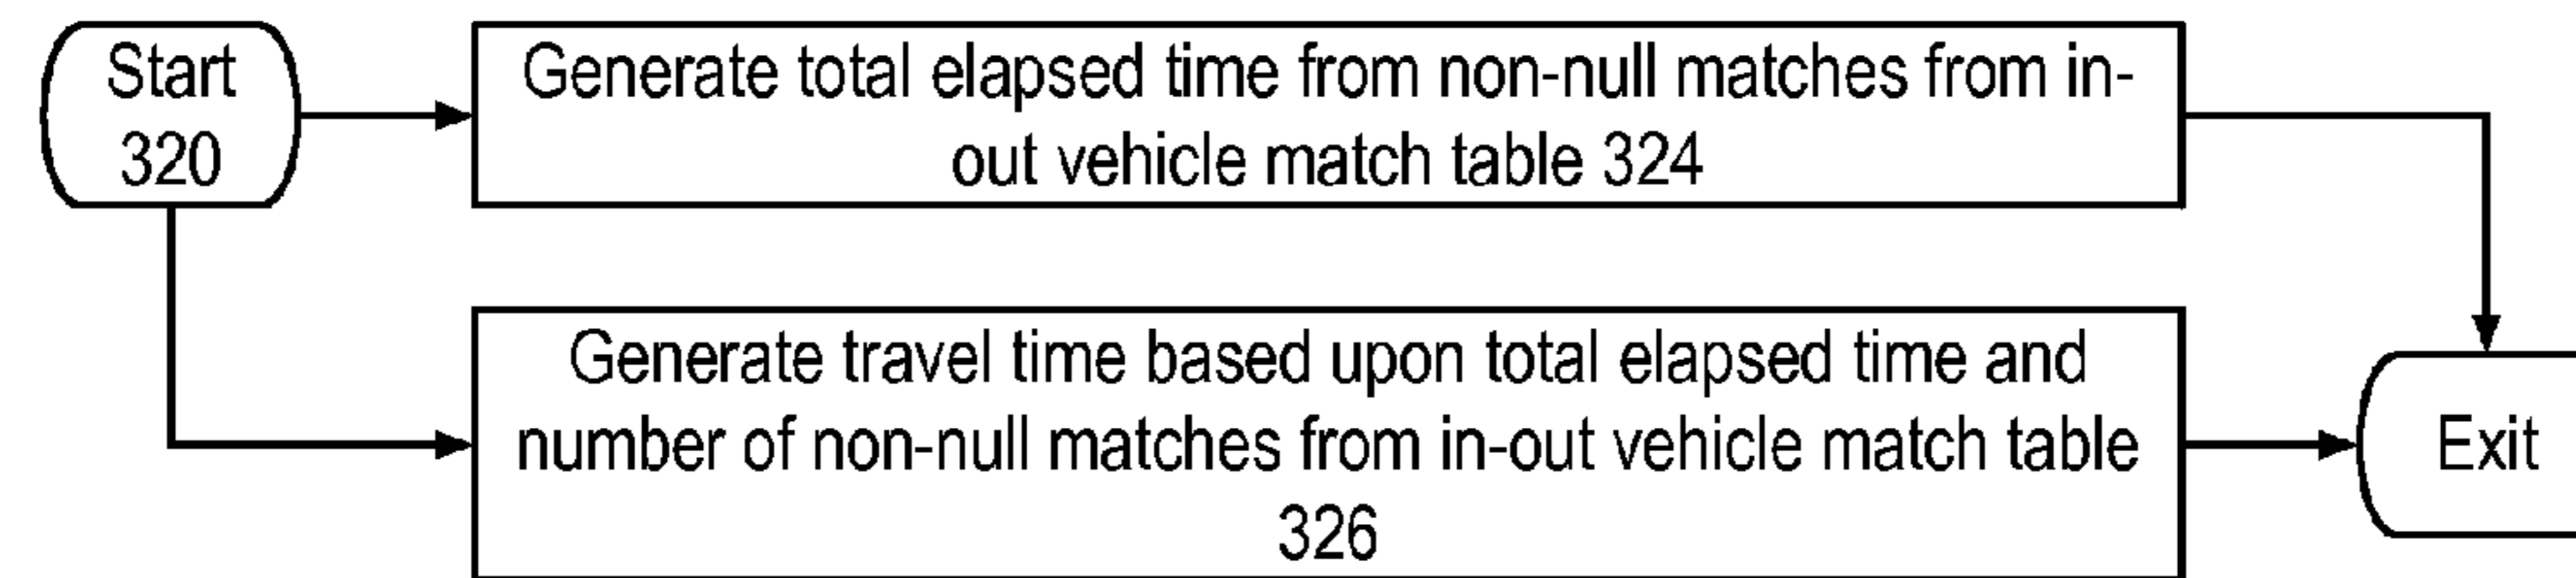 Start
320
Generate total elapsed time from non-null matches from in-
out vehicle match table 324
Generate travel time based upon total elapsed time and
number of non-null matches from in-out vehicle match table
326
Exit